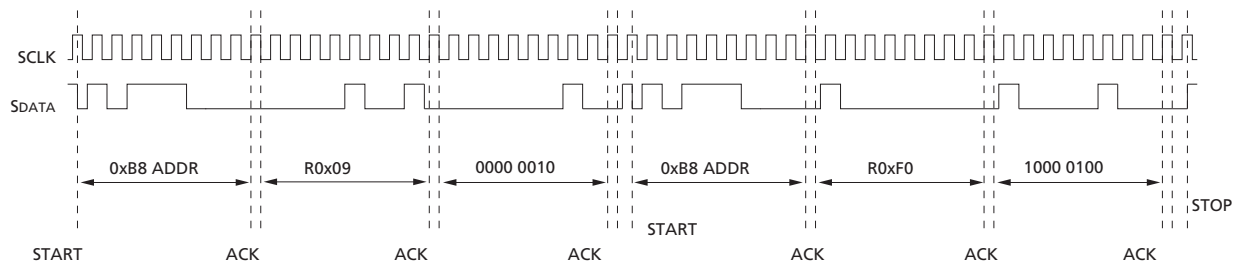 SCLK
SDATA
0xB8 ADDR
R0x09
0000 0010
0xB8 ADDR
R0xF0
1000 0100
STOP
START
START
ACK
ACK
ACK
ACK
ACK
ACK